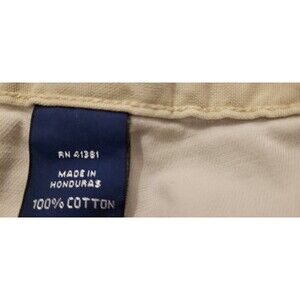 RN 41381
MADE IN
HONDURAS
100% COTTON